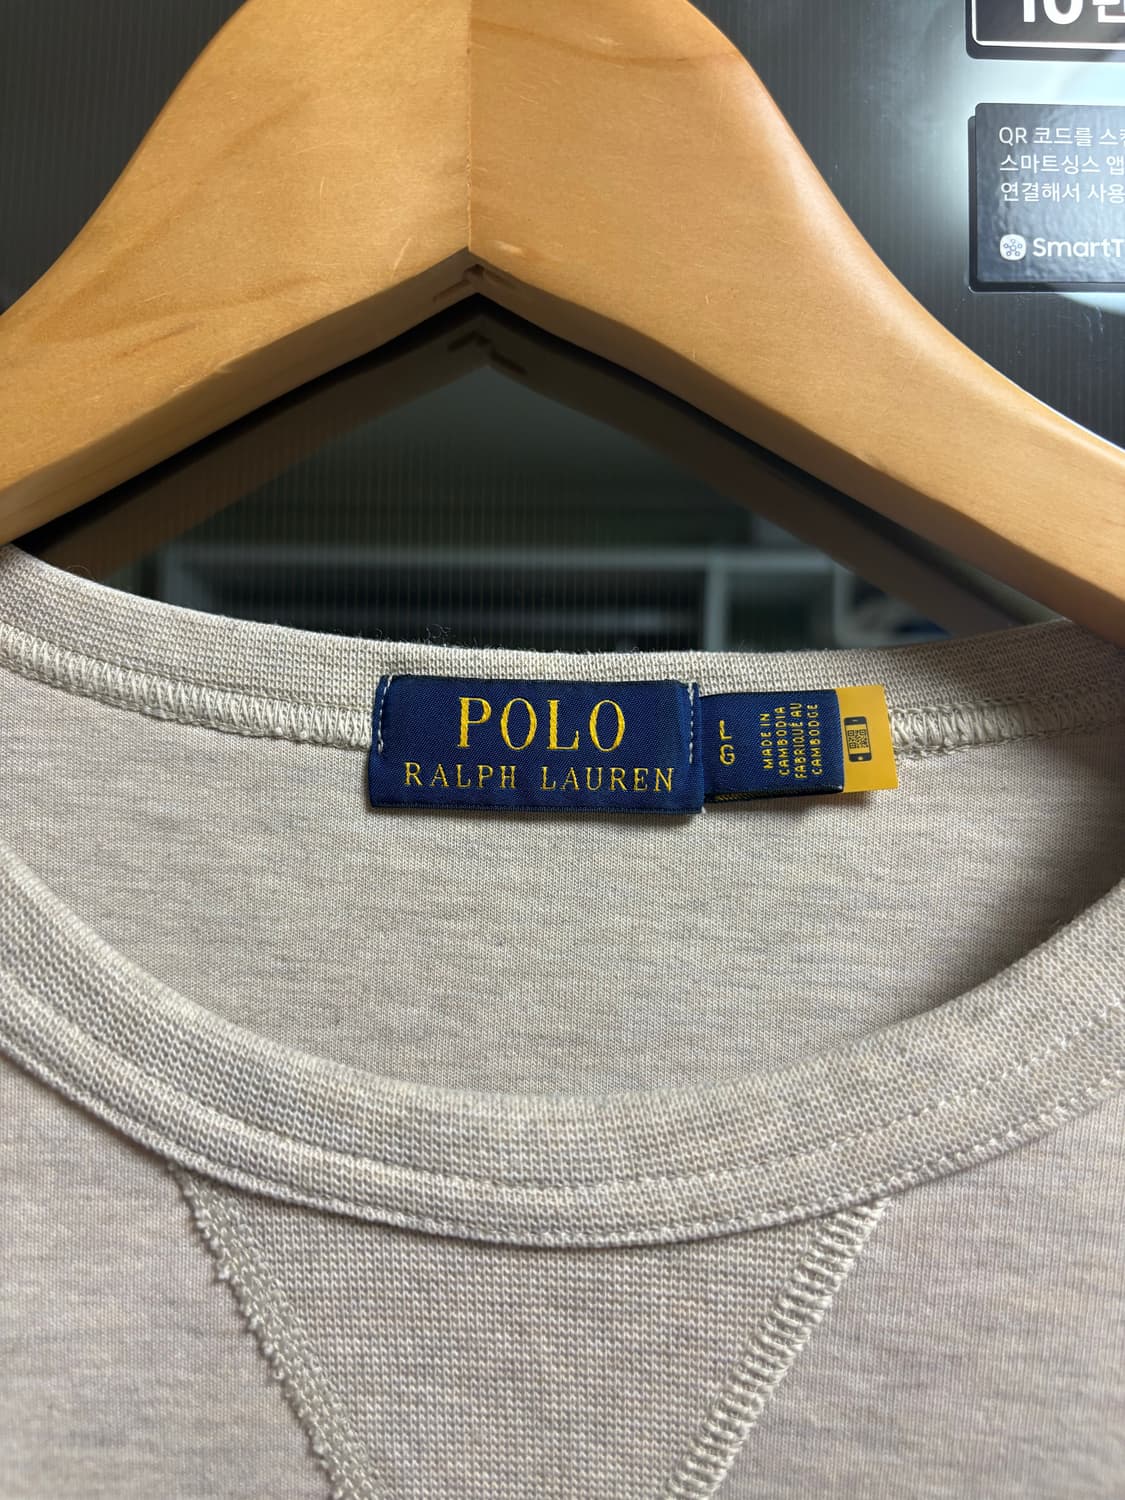 10
QR 코드를
스마트싱스 앱
연결해서 사용
SmartT
POLO
RALPH LAUREN
LG
MADE IN
CAMBODIA
FABRIQUÉ AU
CAMBODGE